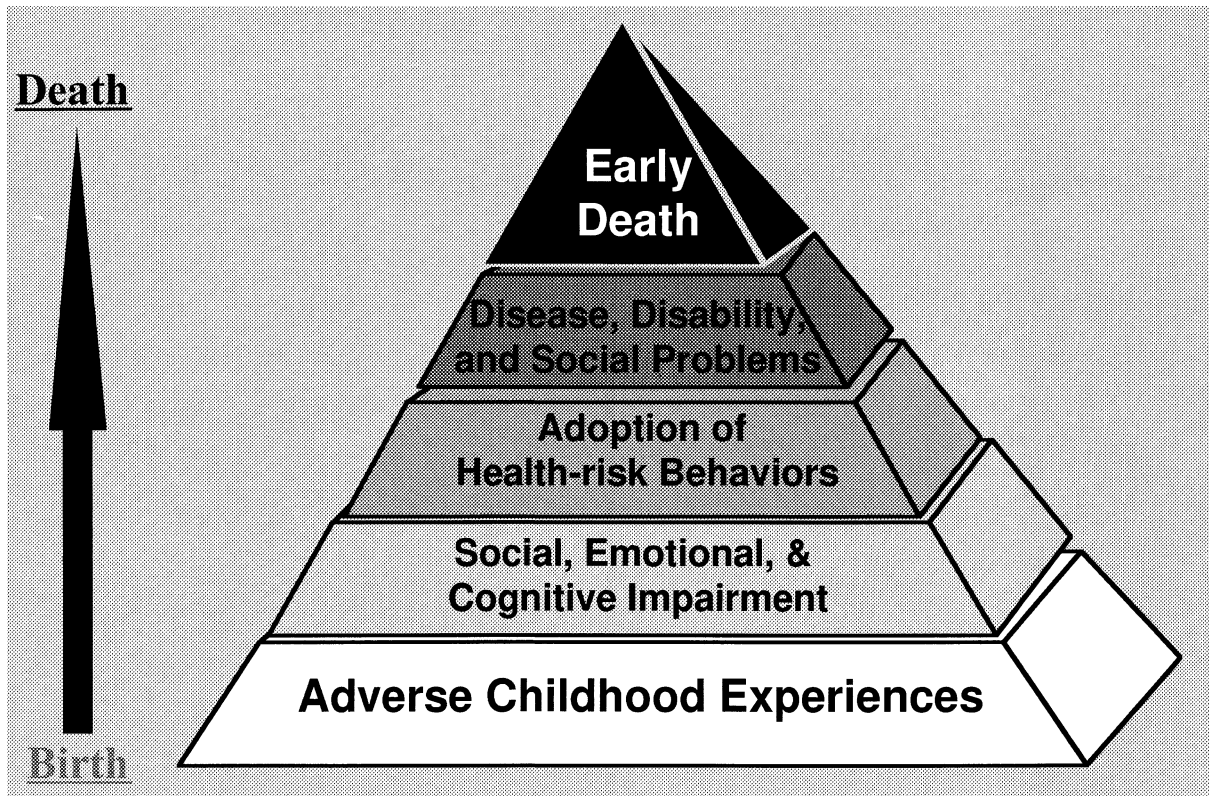 Death
Early
Death
Disease, Disability,
and Social Problems
Adoption of
Health-risk Behaviors
Social, Emotional, &
Cognitive Impairment
Adverse Childhood Experiences
Birth